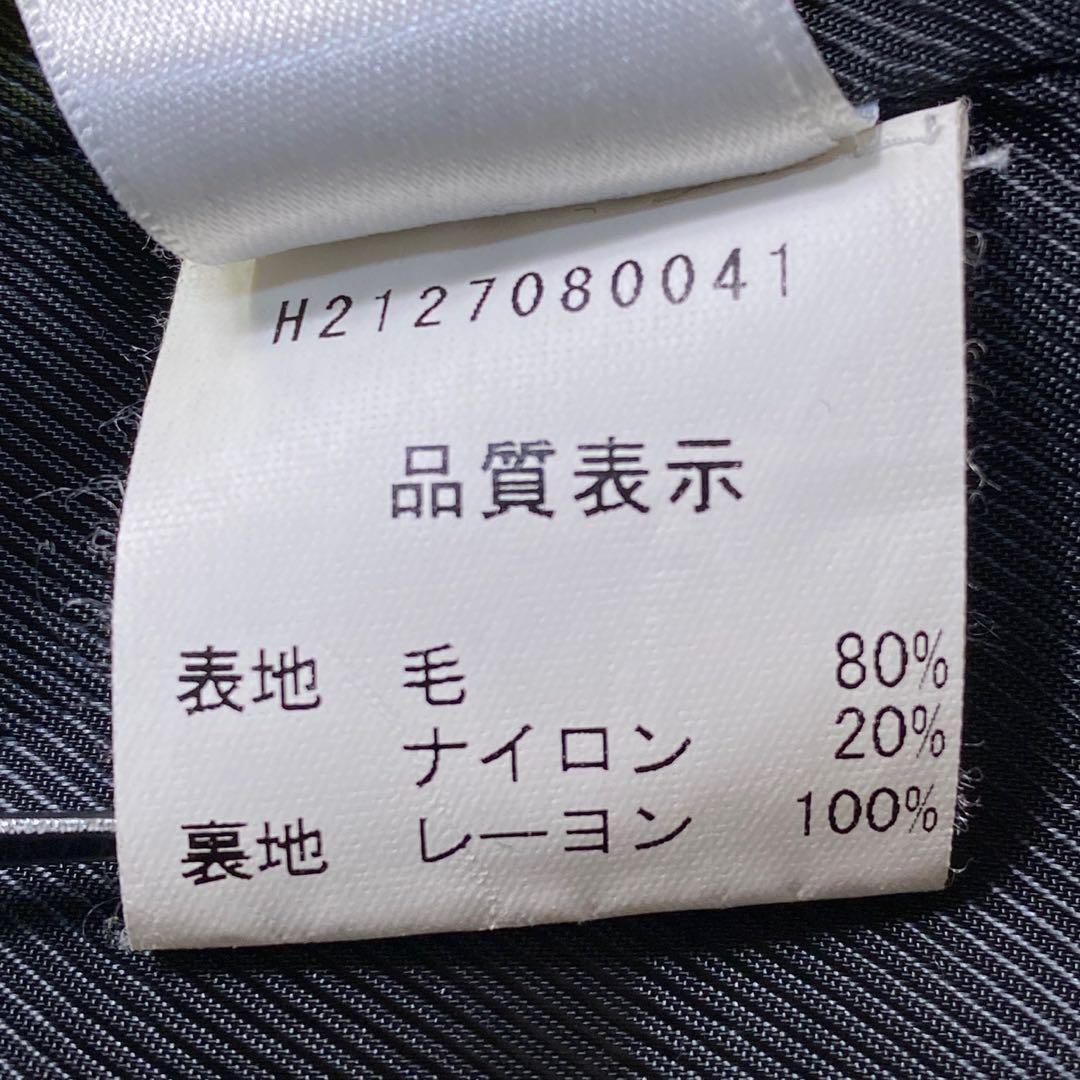 H2127080041
品質表示
表地 毛 80%
ナイロン 20%
裏地 レーヨン 100%